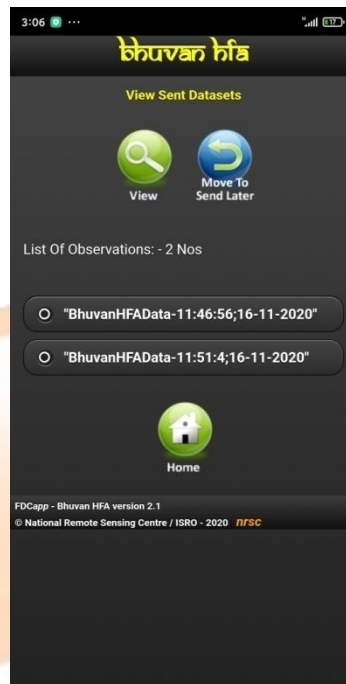 3:06 ...
17
bhuvan hfa
View Sent Datasets
View
Move To
Send Later
List Of Observations: - 2 Nos
"BhuvanHFAData-11:46:56;16-11-2020"
"BhuvanHFAData-11:51:4;16-11-2020"
Home
FDCapp - Bhuvan HFA version 2.1
© National Remote Sensing Centre / ISRO - 2020 nrsc